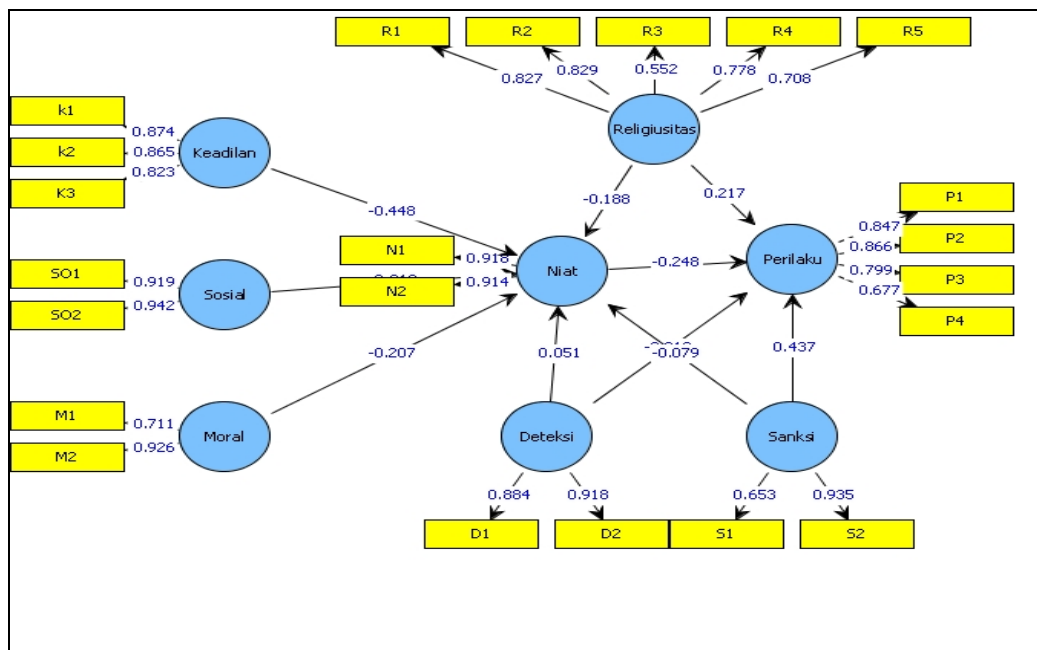 R1 R2 R3 R4 R5
0.827 0.829 0.552 0.778 0.708
Religiusitas
k1
k2
K3
0.874
0.865
0.823
Keadilan
-0.448
-0.188
0.217
N1
N2
0.918
0.914
Niat
-0.248
Perilaku
0.847
0.866
0.799
0.677
P1
P2
P3
P4
SO1
SO2
0.919
0.942
Sosial
-0.207
0.051
-0.079
0.437
M1
M2
0.711
0.926
Moral
Deteksi
Sanksi
0.884 0.918 0.653 0.935
D1 D2 S1 S2